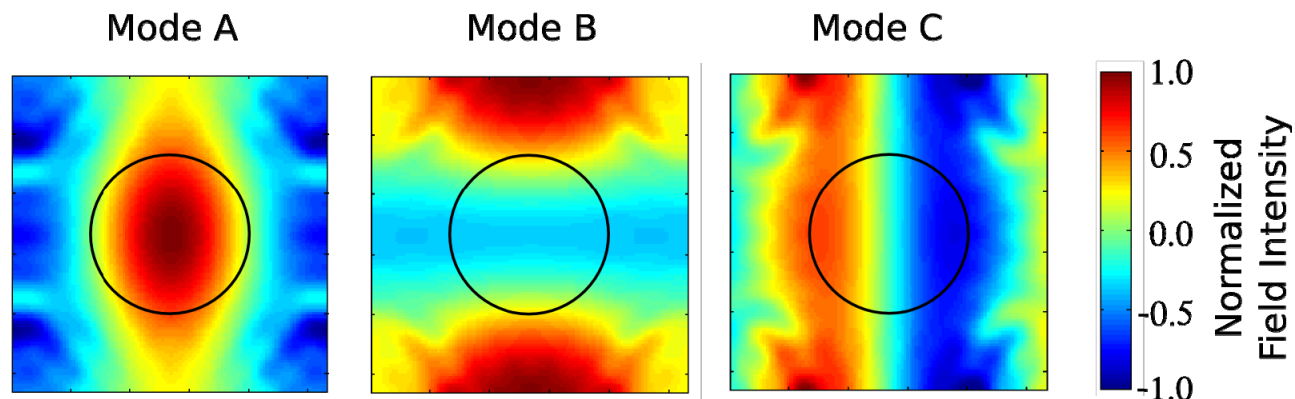 Mode A
Mode B
Mode C
1.0
0.5
0.0
-0.5
-1.0
Normalized
Field Intensity